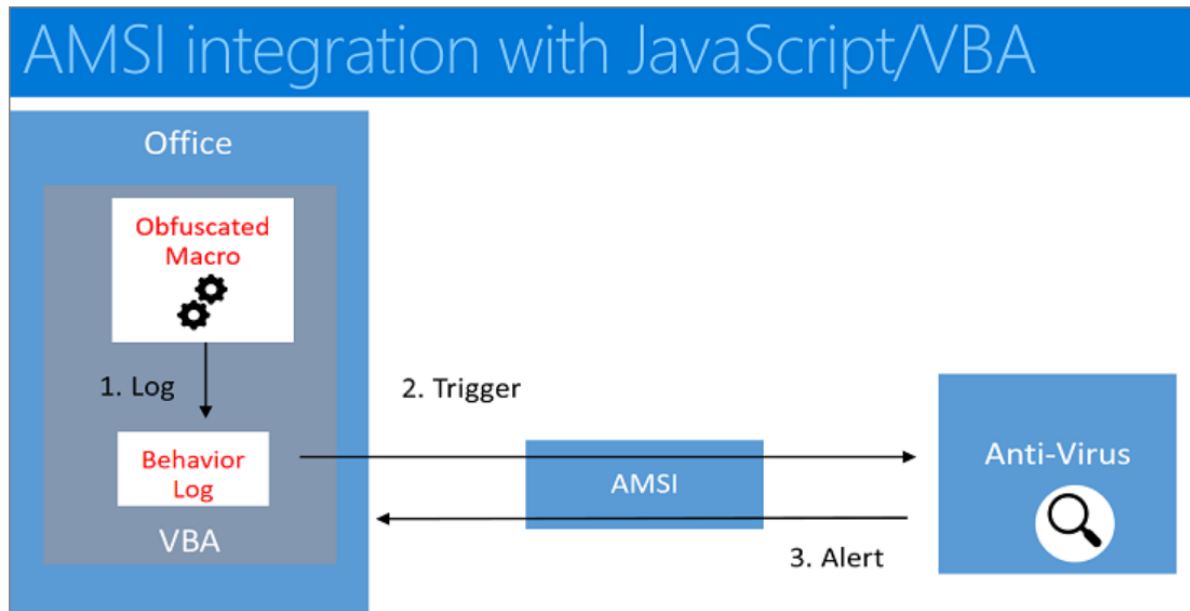 AMSI integration with JavaScript/VBA
Office
Obfuscated
Macro
1. Log
2. Trigger
Behavior
Log
VBA
AMSI
Anti-Virus
3. Alert